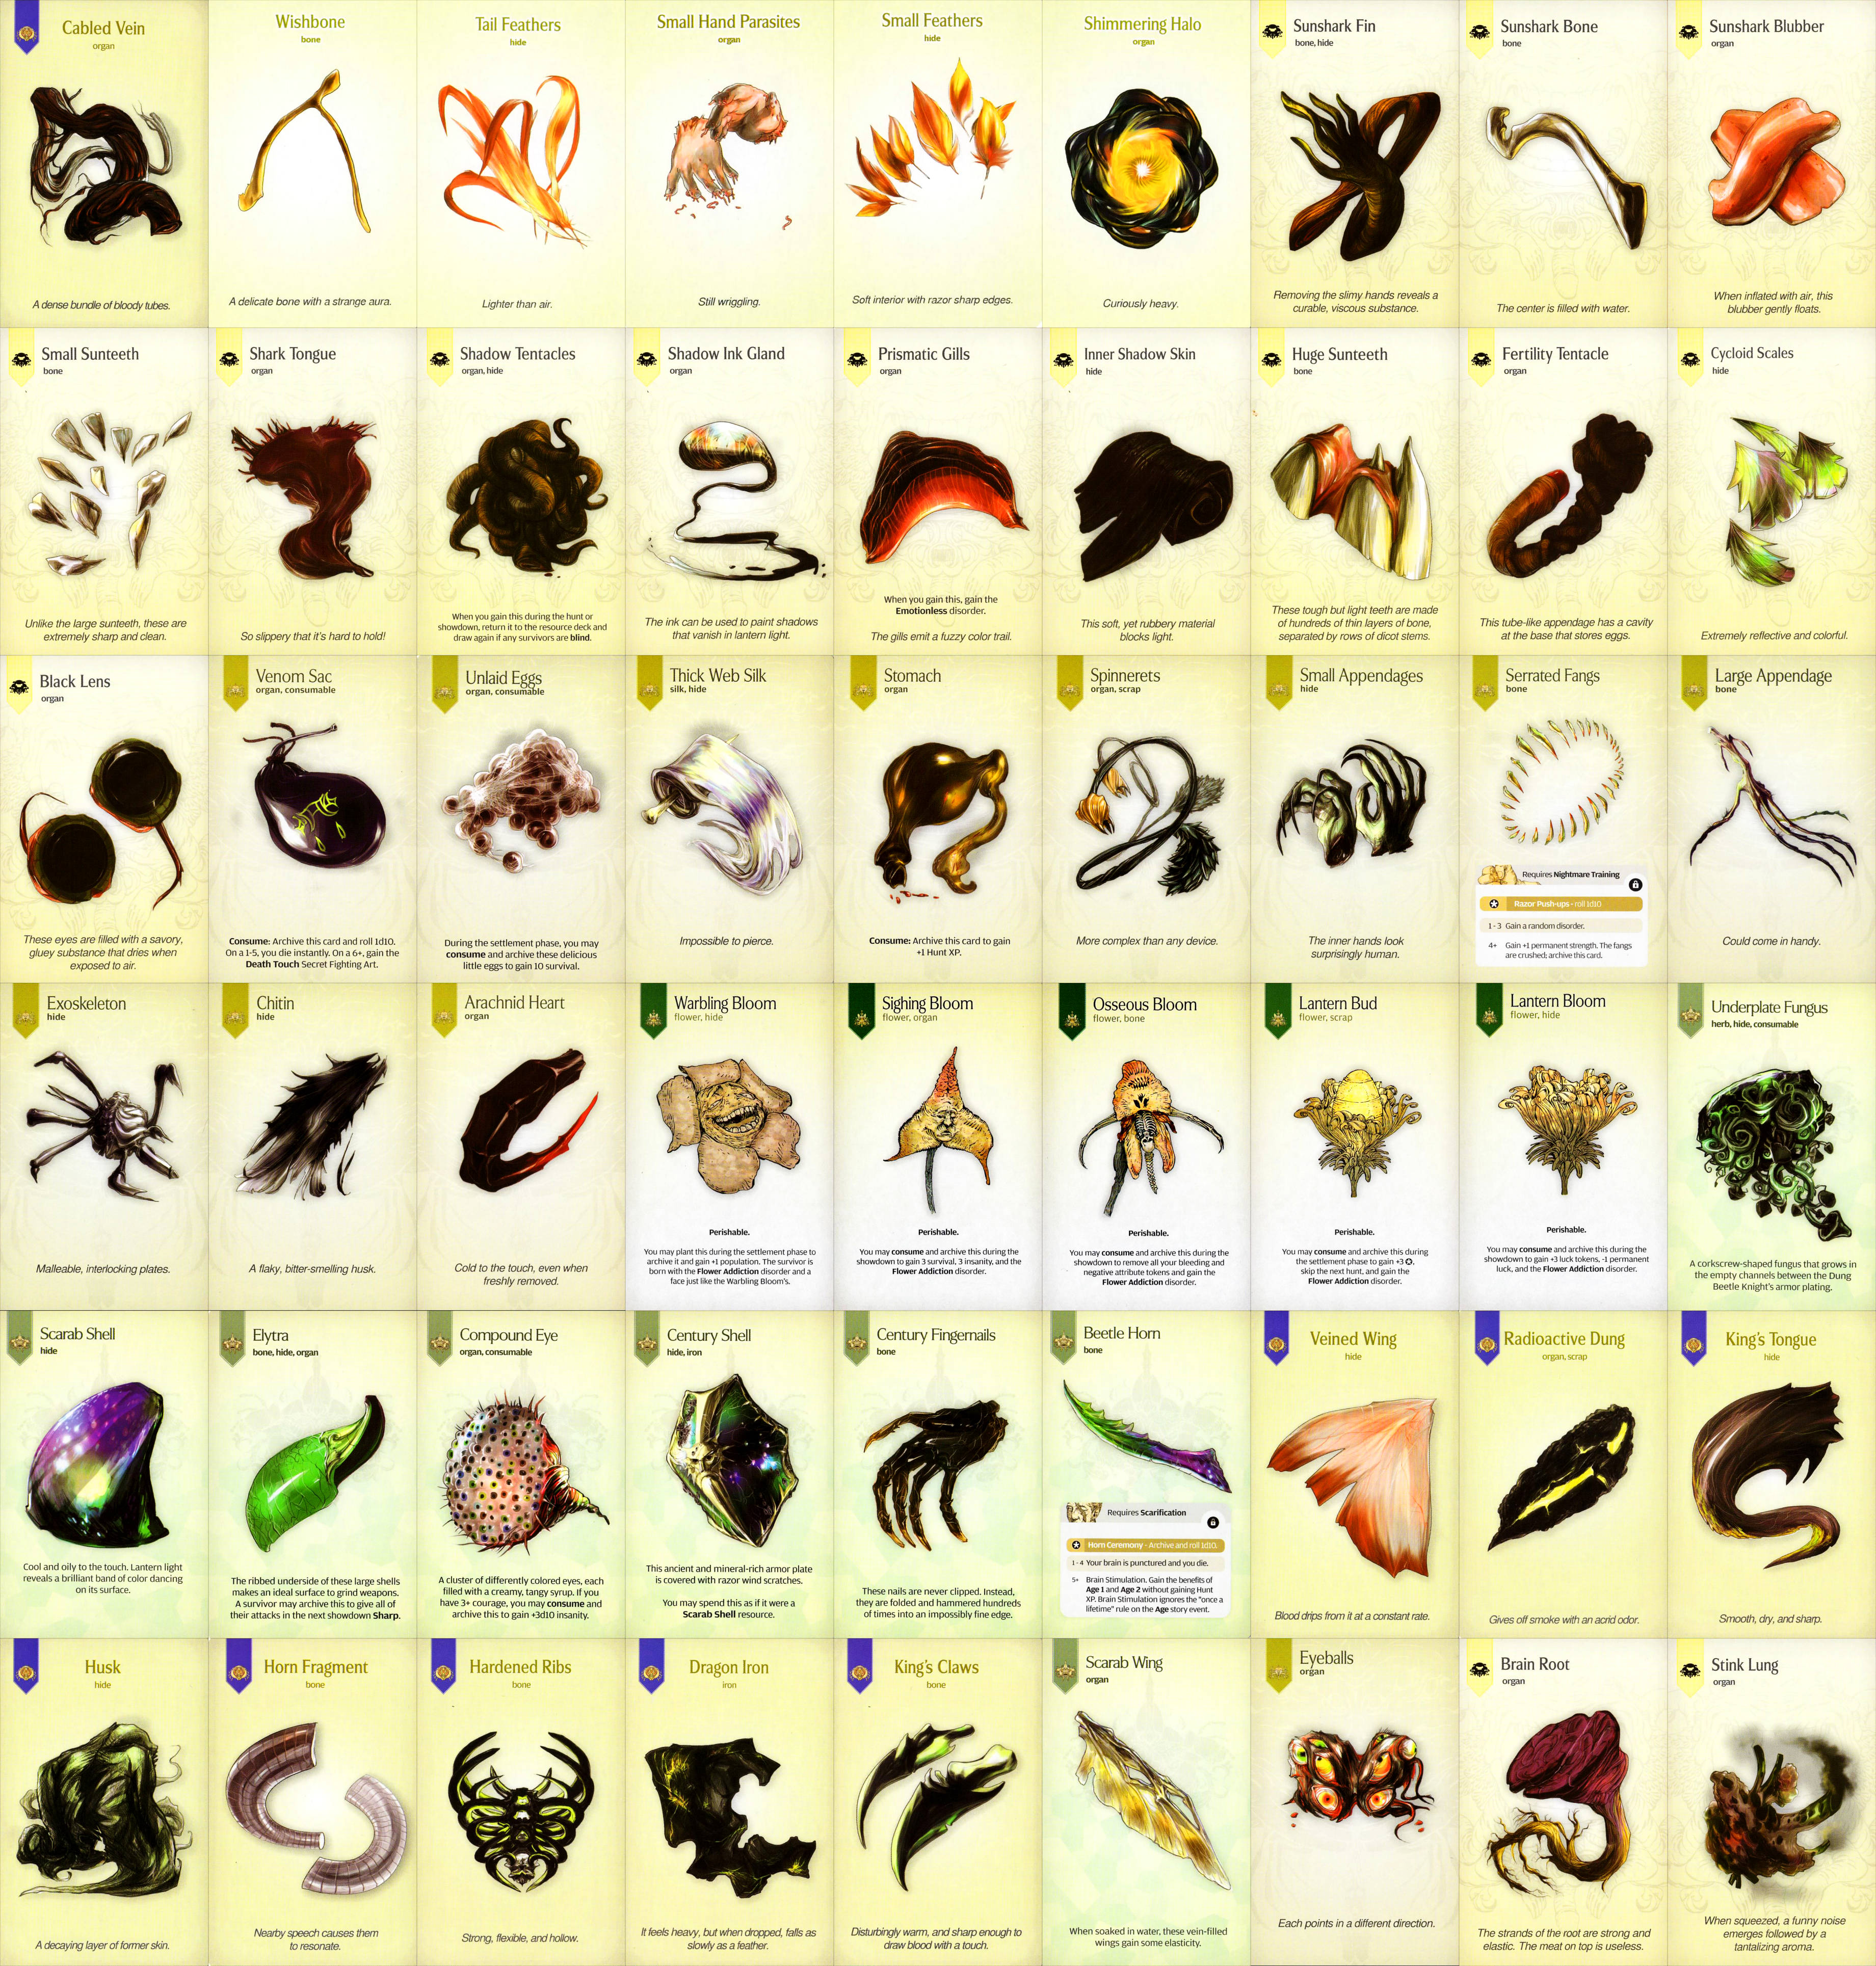 Cabled Vein
organ
A dense bundle of bloody tubes.
Wishbone
bone
A delicate bone with a strange aura.
Tail Feathers
hide
Lighter than air.
Small Hand Parasites
organ
Still wriggling.
Small Feathers
hide
Soft interior with razor sharp edges.
Shimmering Halo
organ
Curiously heavy.
Sunshark Fin
bone, hide
Removing the slimy hands reveals a
curable, viscous substance.
Sunshark Bone
bone
The center is filled with water.
Sunshark Blubber
organ
When inflated with air, this
blubber gently floats.
Small Sunteeth
bone
Unlike the large sunteeth, these are
extremely sharp and clean.
Shark Tongue
organ
So slippery that it's hard to hold!
Shadow Tentacles
organ, hide
When you gain this during the hunt or
showdown, return it to the resource deck and
draw again if any survivors are blind.
Shadow Ink Gland
organ
The ink can be used to paint shadows
that vanish in lantern light.
Prismatic Gills
organ
When you gain this, gain the
Emotionless disorder.
The gills emit a fuzzy color trail.
Inner Shadow Skin
hide
This soft, yet rubbery material
blocks light.
Huge Sunteeth
bone
These tough but light teeth are made
of hundreds of thin layers of bone,
separated by rows of dicot stems.
Fertility Tentacle
organ
This tube-like appendage has a cavity
at the base that stores eggs.
Cycloid Scales
hide
Extremely reflective and colorful.
Black Lens
organ
These eyes are filled with a savory,
gluey substance that dries when
exposed to air.
Venom Sac
organ, consumable
Consume: Archive this card and roll 1d10.
On a 1-5, you die instantly. On a 6+, gain the
Death Touch Secret Fighting Art.
Unlaid Eggs
organ, consumable
During the settlement phase, you may
consume and archive these delicious
little eggs to gain 10 survival.
Thick Web Silk
silk, hide
Impossible to pierce.
Stomach
organ
Consume: Archive this card to gain
+1 Hunt XP.
Spinnerets
organ, scrap
More complex than any device.
Small Appendages
hide
The inner hands look
surprisingly human.
Serrated Fangs
bone
Requires Nightmare Training
Razor Push-ups - roll 1d10
1 - 3 Gain a random disorder.
4+ Gain +1 permanent strength. The fangs
are crushed; archive this card.
Large Appendage
bone
Could come in handy.
Exoskeleton
hide
Malleable, interlocking plates.
Chitin
hide
A flaky, bitter-smelling husk.
Arachnid Heart
organ
Cold to the touch, even when
freshly removed.
Warbling Bloom
flower, hide
Perishable.
You may plant this during the settlement phase to
archive it and gain +1 population. The survivor is
born with the Flower Addiction disorder and a
face just like the Warbling Bloom's.
Sighing Bloom
flower, organ
Perishable.
You may consume and archive this during the
showdown to gain 3 survival, 3 insanity, and the
Flower Addiction disorder.
Osseous Bloom
flower, bone
Perishable.
You may consume and archive this during the
showdown to remove all your bleeding and
negative attribute tokens and gain the
Flower Addiction disorder.
Lantern Bud
flower, scrap
Perishable.
You may consume and archive this during
the settlement phase to gain +3 ✪,
skip the next hunt, and gain the
Flower Addiction disorder.
Lantern Bloom
flower, hide
Perishable.
You may consume and archive this during the
showdown to gain +3 luck tokens, -1 permanent
luck, and the Flower Addiction disorder.
Underplate Fungus
herb, hide, consumable
A corkscrew-shaped fungus that grows in
the empty channels between the Dung
Beetle Knight's armor plating.
Scarab Shell
hide
Cool and oily to the touch. Lantern light
reveals a brilliant band of color dancing
on its surface.
Elytra
bone, hide, organ
The ribbed underside of these large shells
makes an ideal surface to grind weapons.
A survivor may archive this to give all of
their attacks in the next showdown Sharp.
Compound Eye
organ, consumable
A cluster of differently colored eyes, each
filled with a creamy, tangy syrup. If you
have 3+ courage, you may consume and
archive this to gain +3d10 insanity.
Century Shell
hide, iron
This ancient and mineral-rich armor plate
is covered with razor wind scratches.
You may spend this as if it were a
Scarab Shell resource.
Century Fingernails
bone
These nails are never clipped. Instead,
they are folded and hammered hundreds
of times into an impossibly fine edge.
Beetle Horn
bone
Requires Scarification
Horn Ceremony - Archive and roll 1d10.
1 - 4 Your brain is punctured and you die.
5+ Brain Stimulation. Gain the benefits of
Age 1 and Age 2 without gaining Hunt
XP. Brain Stimulation ignores the "once a
lifetime" rule on the Age story event.
Veined Wing
hide
Blood drips from it at a constant rate.
Radioactive Dung
organ, scrap
Gives off smoke with an acrid odor.
King's Tongue
hide
Smooth, dry, and sharp.
Husk
hide
A decaying layer of former skin.
Horn Fragment
bone
Nearby speech causes them
to resonate.
Hardened Ribs
bone
Strong, flexible, and hollow.
Dragon Iron
iron
It feels heavy, but when dropped, falls as
slowly as a feather.
King's Claws
bone
Disturbingly warm, and sharp enough to
draw blood with a touch.
Scarab Wing
organ
When soaked in water, these vein-filled
wings gain some elasticity.
Eyeballs
organ
Each points in a different direction.
Brain Root
organ
The strands of the root are strong and
elastic. The meat on top is useless.
Stink Lung
organ
When squeezed, a funny noise
emerges followed by a
tantalizing aroma.